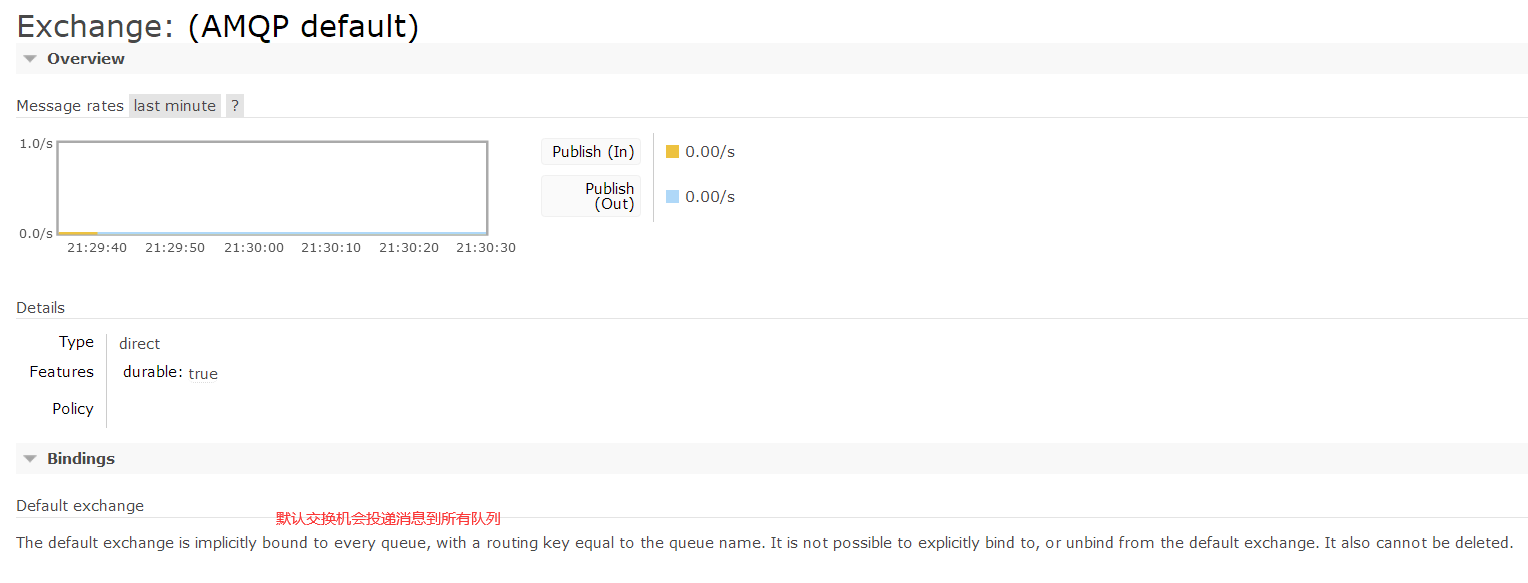 Exchange: (AMQP default)
Overview
Message rates last minute ?
1.0/s
0.0/s
21:29:40 21:29:50 21:30:00 21:30:10 21:30:20 21:30:30
Publish (In) 0.00/s
Publish
(Out) 0.00/s
Details
Type direct
Features durable: true
Policy
Bindings
Default exchange
默认交换机会投递消息到所有队列
The default exchange is implicitly bound to every queue, with a routing key equal to the queue name. It is not possible to explicitly bind to, or unbind from the default exchange. It also cannot be deleted.